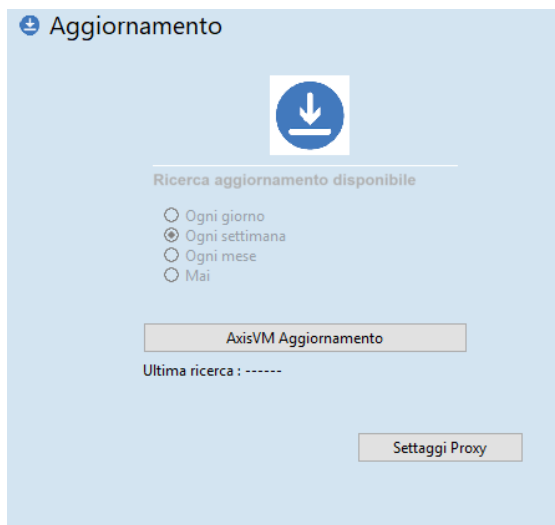 Aggiornamento
Ricerca aggiornamento disponibile
Ogni giorno
Ogni settimana
Ogni mese
Mai
AxisVM Aggiornamento
Ultima ricerca : ------
Settaggi Proxy